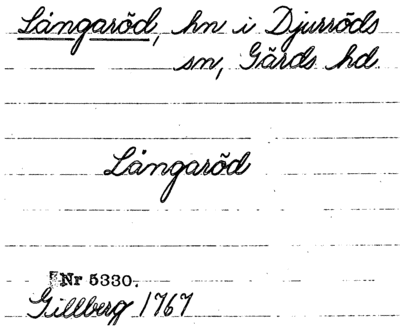 Långaröd, hn i Djurröds
sn, Gärds hd.
Långaröd
Nr 5330.
Gillberg 1767